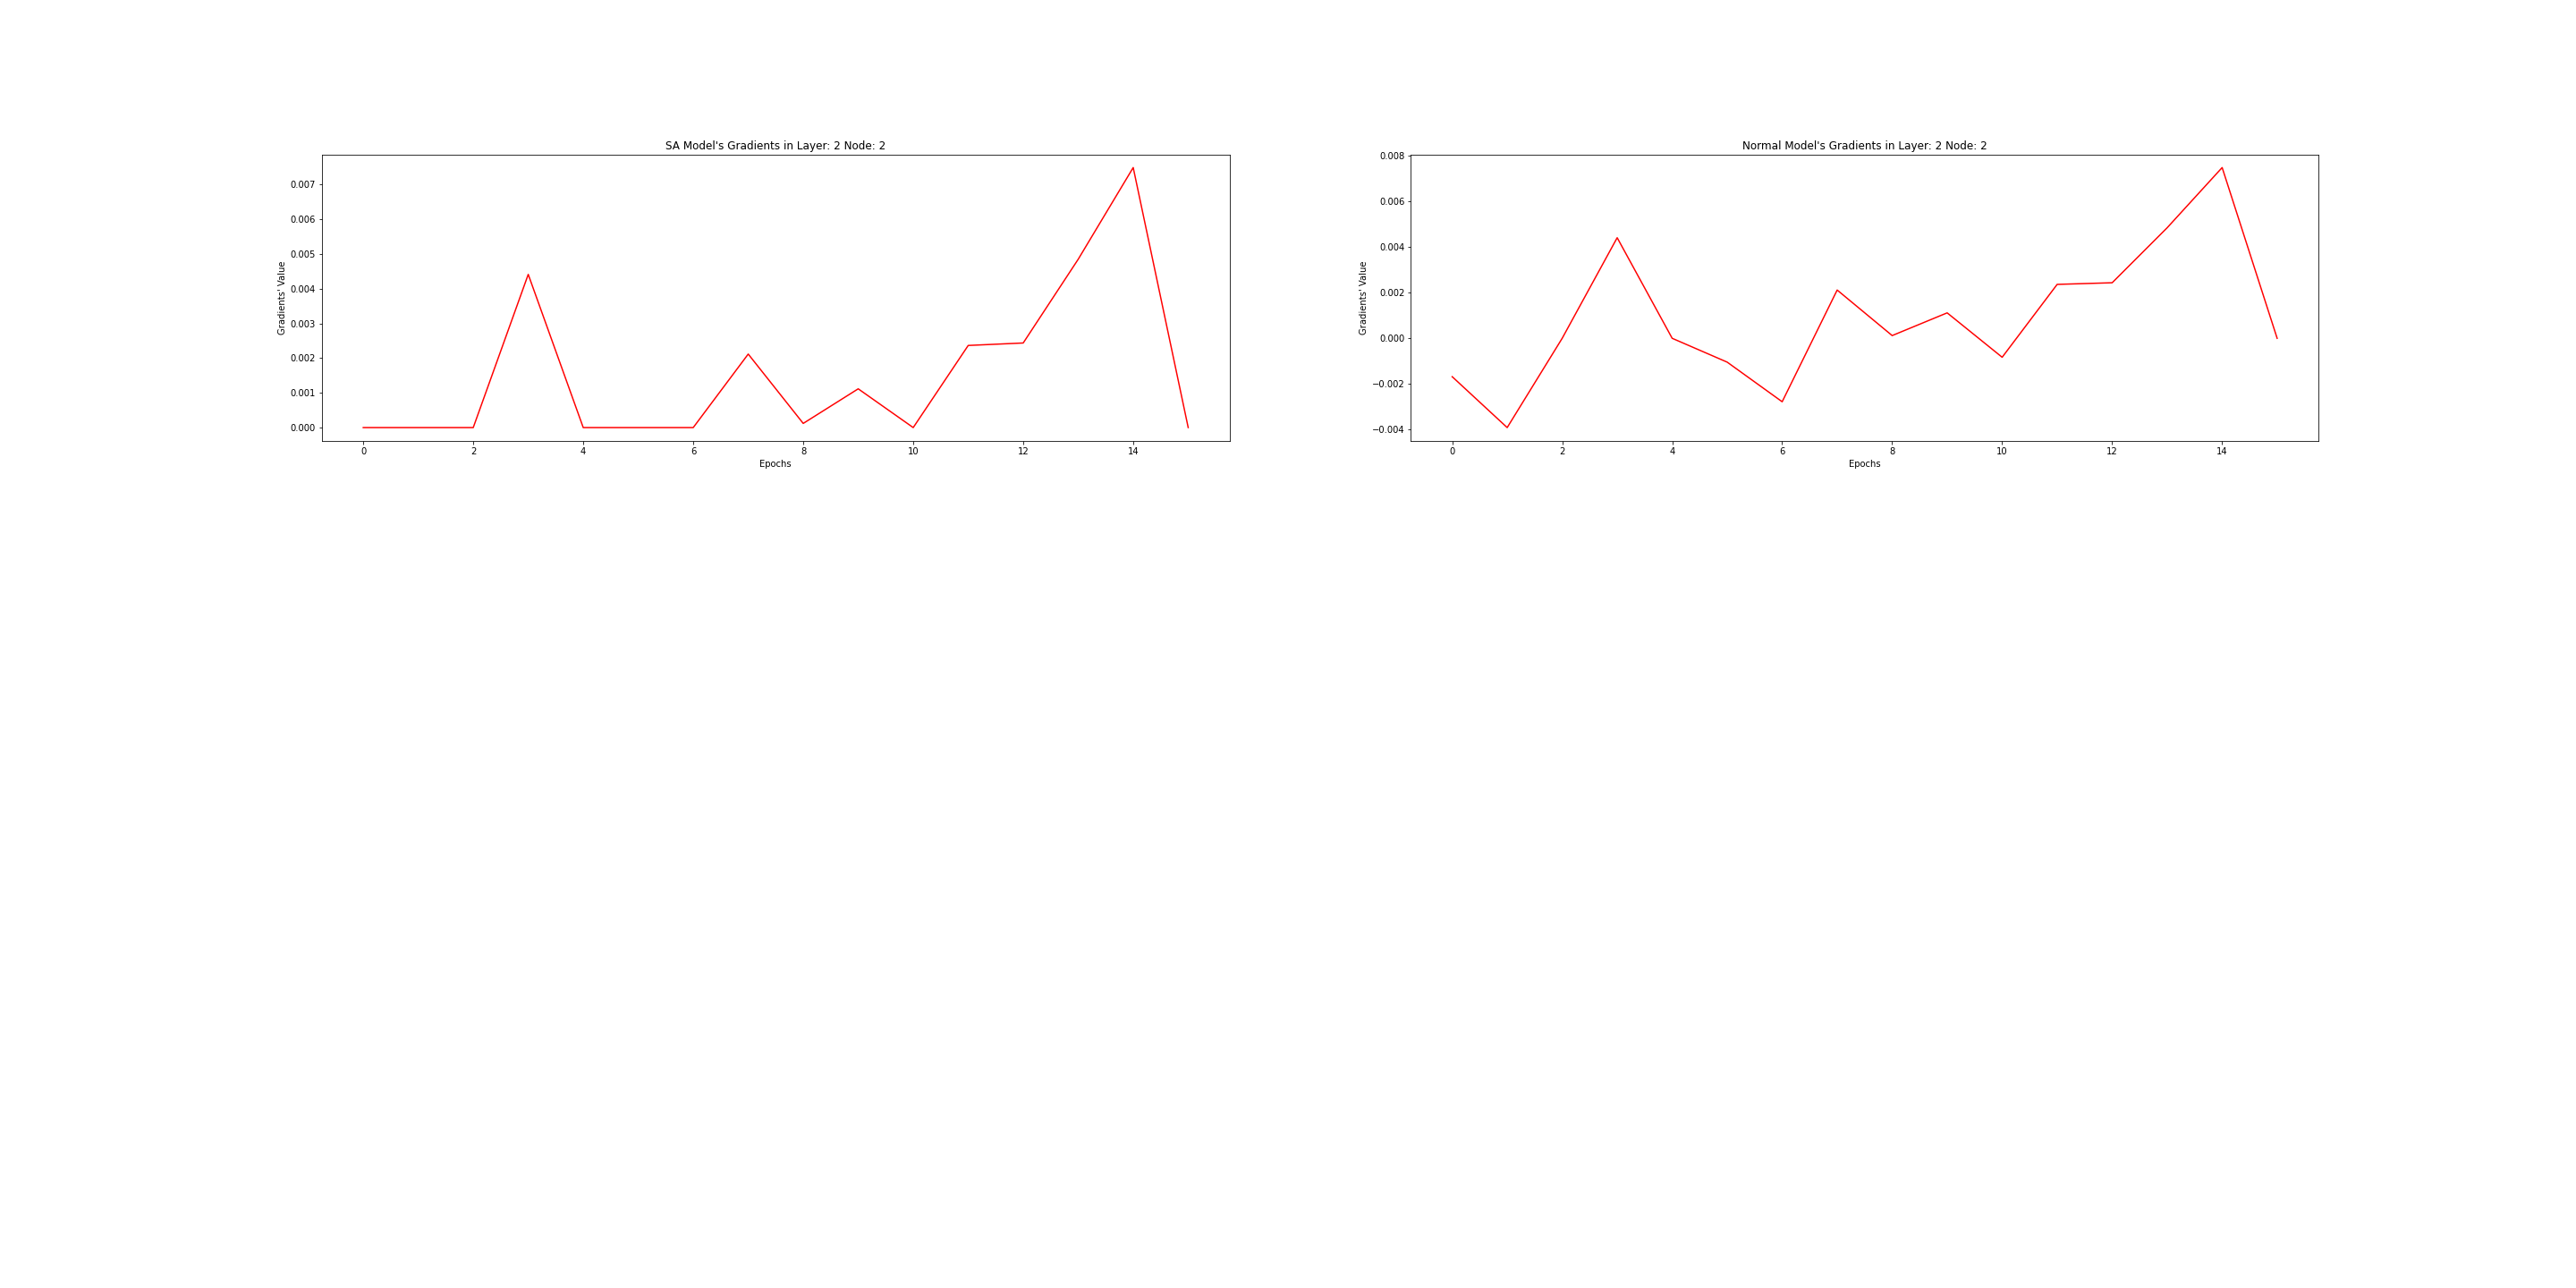 SA Model's Gradients in Layer: 2 Node: 2
Gradients' Value
0.007
0.006
0.005
0.004
0.003
0.002
0.001
0.000
0 2 4 6 8 10 12 14
Epochs
Normal Model's Gradients in Layer: 2 Node: 2
Gradients' Value
0.008
0.006
0.004
0.002
0.000
−0.002
−0.004
0 2 4 6 8 10 12 14
Epochs